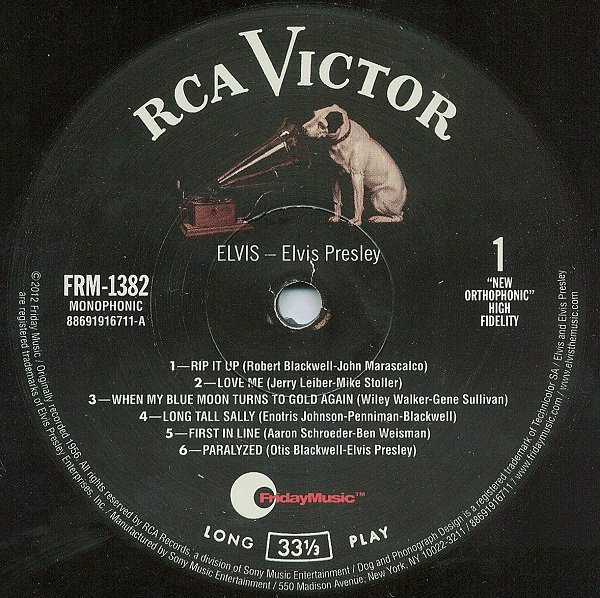 RCA VICTOR
ELVIS – Elvis Presley
FRM-1382
MONOPHONIC
88691916711-A
1
"NEW
ORTHOPHONIC"
HIGH
FIDELITY
1—RIP IT UP (Robert Blackwell-John Marascalco)
2—LOVE ME (Jerry Leiber-Mike Stoller)
3—WHEN MY BLUE MOON TURNS TO GOLD AGAIN (Wiley Walker-Gene Sullivan)
4—LONG TALL SALLY (Enotris Johnson-Penniman-Blackwell)
5—FIRST IN LINE (Aaron Schroeder-Ben Weisman)
6—PARALYZED (Otis Blackwell-Elvis Presley)
FridayMusic™
LONG 33⅓ PLAY
© 2012 Friday Music / Originally recorded 1956. All rights reserved by RCA Records, a division of Sony Music Entertainment / Dog and Phonograph Design is a registered trademark of Technicolor SA / Elvis and Elvis Presley
are registered trademarks of Elvis Presley Enterprises, Inc. / Manufactured by Sony Music Entertainment / 550 Madison Avenue, New York, NY 10022-3211 / 88691916711 / www.fridaymusic.com / www.elvisthemusic.com